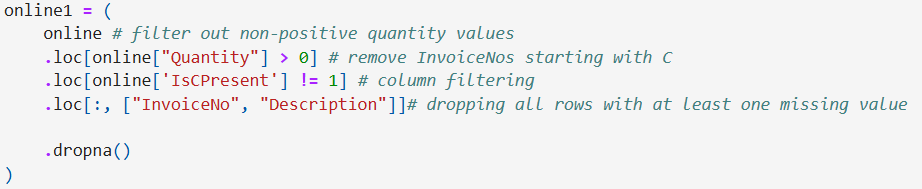 online1 = (
    online # filter out non-positive quantity values
    .loc[online["Quantity"] > 0] # remove InvoiceNos starting with C
    .loc[online['IsCPresent'] != 1] # column filtering
    .loc[:, ["InvoiceNo", "Description"]]# dropping all rows with at least one missing value
    .dropna()
)